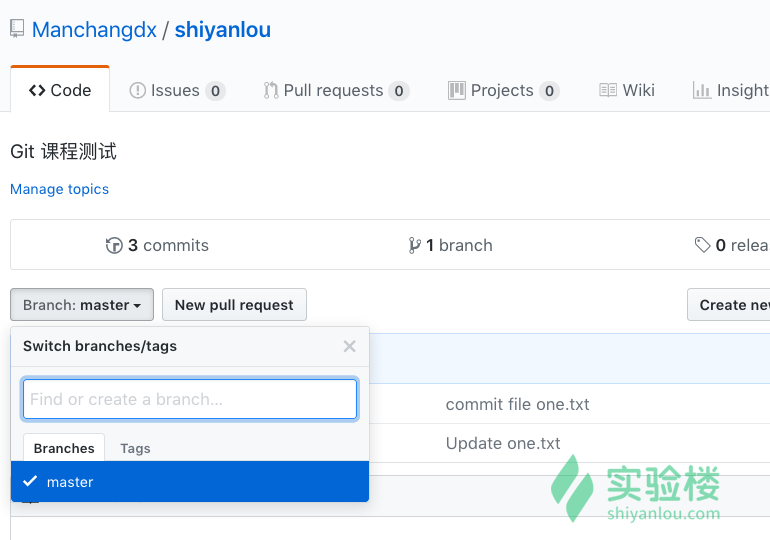 Manchangdx / shiyanlou
Code Issues 0 Pull requests 0 Projects 0 Wiki Insight
Git 课程测试
Manage topics
3 commits 1 branch 0 relea
Branch: master New pull request Create new
Switch branches/tags
Find or create a branch...
commit file one.txt
Update one.txt
Branches Tags
master
实验楼
shiyanlou.com